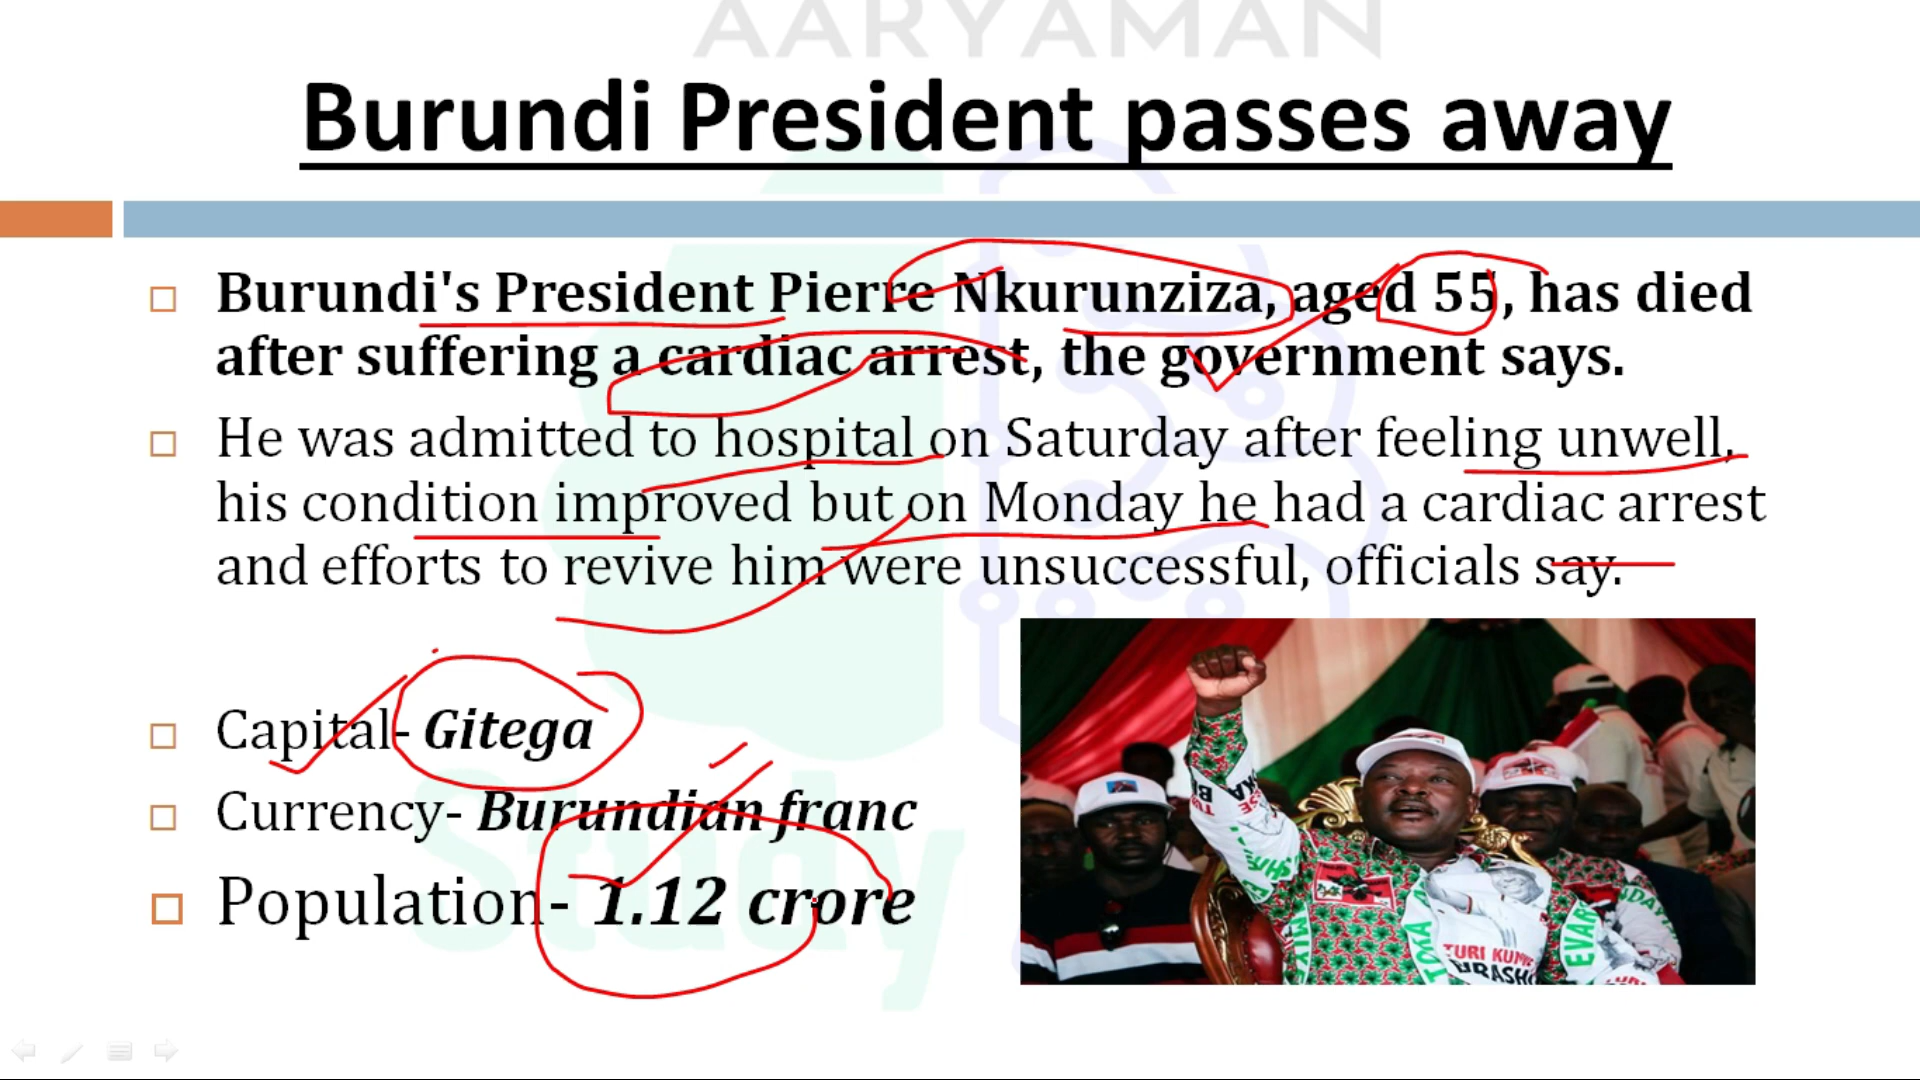 AARYAMAN
Burundi President passes away
Burundi's President Pierre Nkurunziza, aged 55, has died
after suffering a cardiac arrest, the government says.
He was admitted to hospital on Saturday after feeling unwell,
his condition improved but on Monday he had a cardiac arrest
and efforts to revive him were unsuccessful, officials say.
Capital- Gitega
Currency- Burundian franc
Population- 1.12 crore
Study
TURI KUMWE